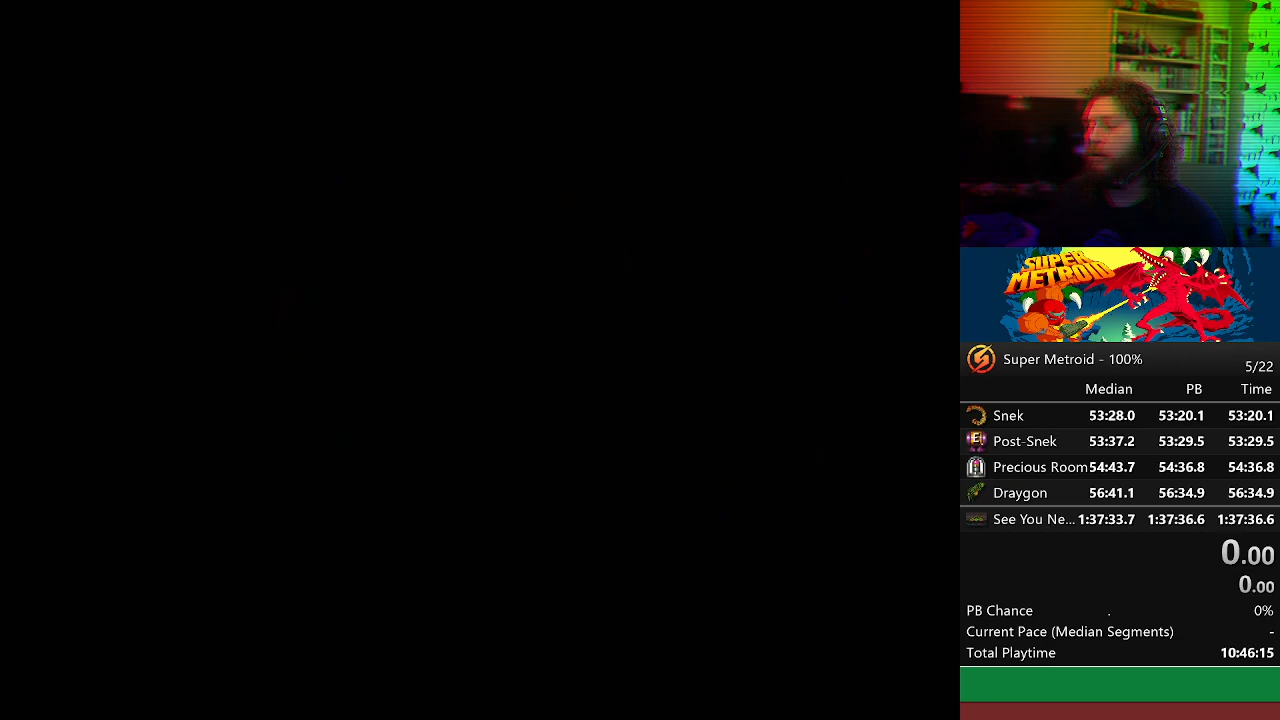 SUPER
METROID
Super Metroid - 100%
5/22
Median PB Time
Snek 53:28.0 53:20.1 53:20.1
E
Post-Snek 53:37.2 53:29.5 53:29.5
Precious Room 54:43.7 54:36.8 54:36.8
Draygon 56:41.1 56:34.9 56:34.9
See You Ne... 1:37:33.7 1:37:36.6 1:37:36.6
0.00
0.00
PB Chance . 0%
Current Pace (Median Segments) -
Total Playtime 10:46:15